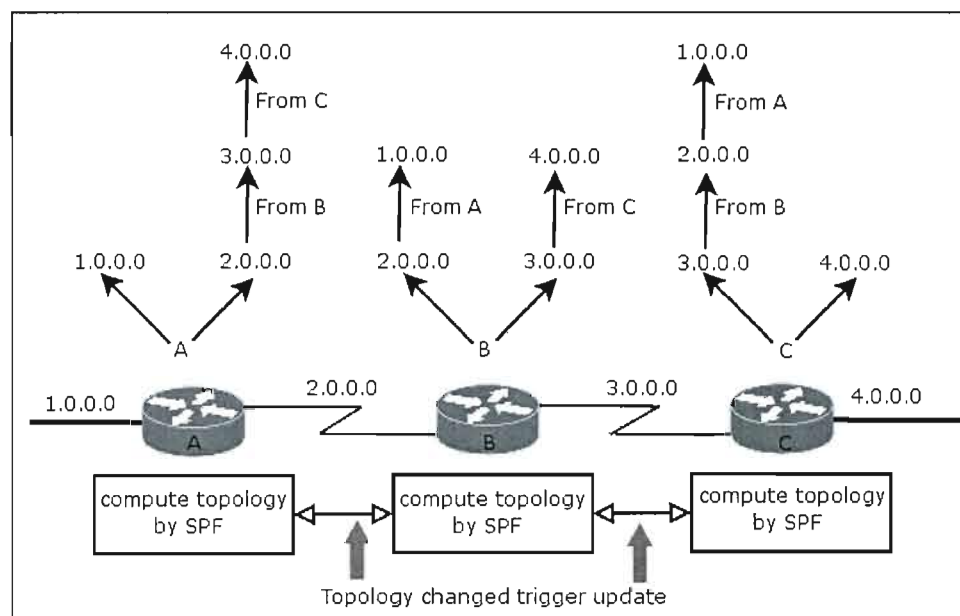 4.0.0.0
1.0.0.0
From C
From A
3.0.0.0
1.0.0.0
4.0.0.0
2.0.0.0
From B
From A
From C
From B
1.0.0.0
2.0.0.0
2.0.0.0
3.0.0.0
3.0.0.0
4.0.0.0
A
B
C
1.0.0.0
2.0.0.0
3.0.0.0
4.0.0.0
A
B
C
compute topology
by SPF
compute topology
by SPF
compute topology
by SPF
Topology changed trigger update